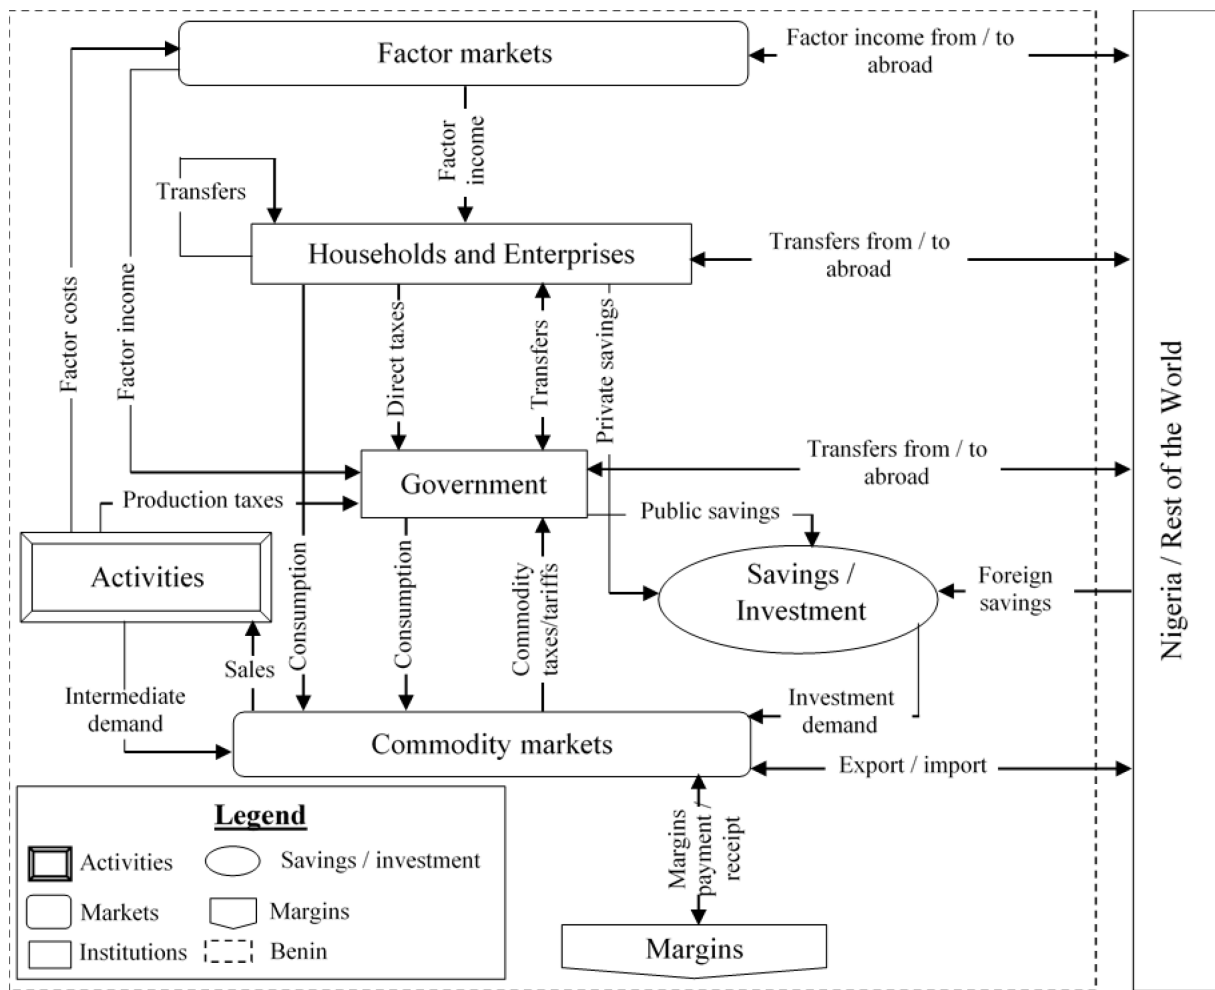 Factor markets
Factor income from / to
abroad
Factor
income
Transfers
Households and Enterprises
Transfers from / to
abroad
Factor costs
Factor income
Direct taxes
Transfers
Private savings
Nigeria / Rest of the World
Transfers from / to
abroad
Government
Production taxes
Public savings
Activities
Savings /
Investment
Foreign
savings
Consumption
Consumption
Commodity
taxes/tariffs
Sales
Intermediate
demand
Investment
demand
Commodity markets
Export / import
Margins
payment /
receipt
Margins
Legend
Activities
Savings / investment
Markets
Margins
Institutions
Benin